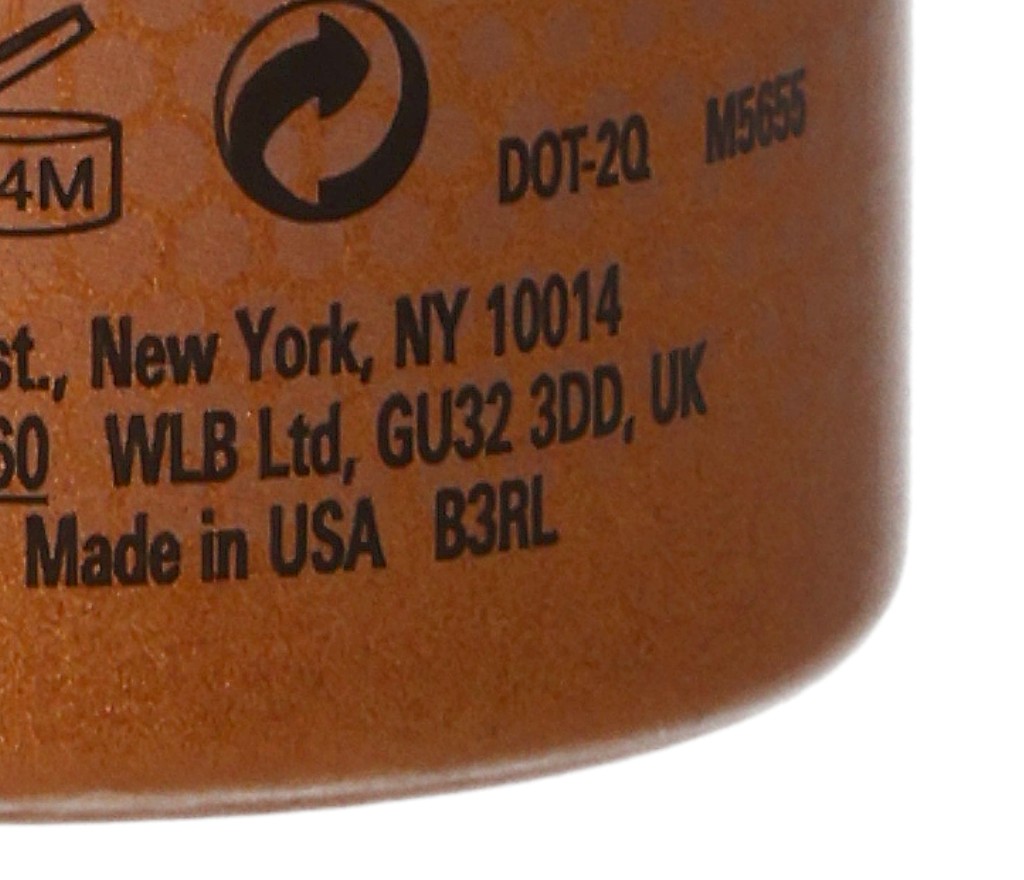 4M
DOT-2Q M5655
st., New York, NY 10014
60 WLB Ltd, GU32 3DD, UK
Made in USA B3RL